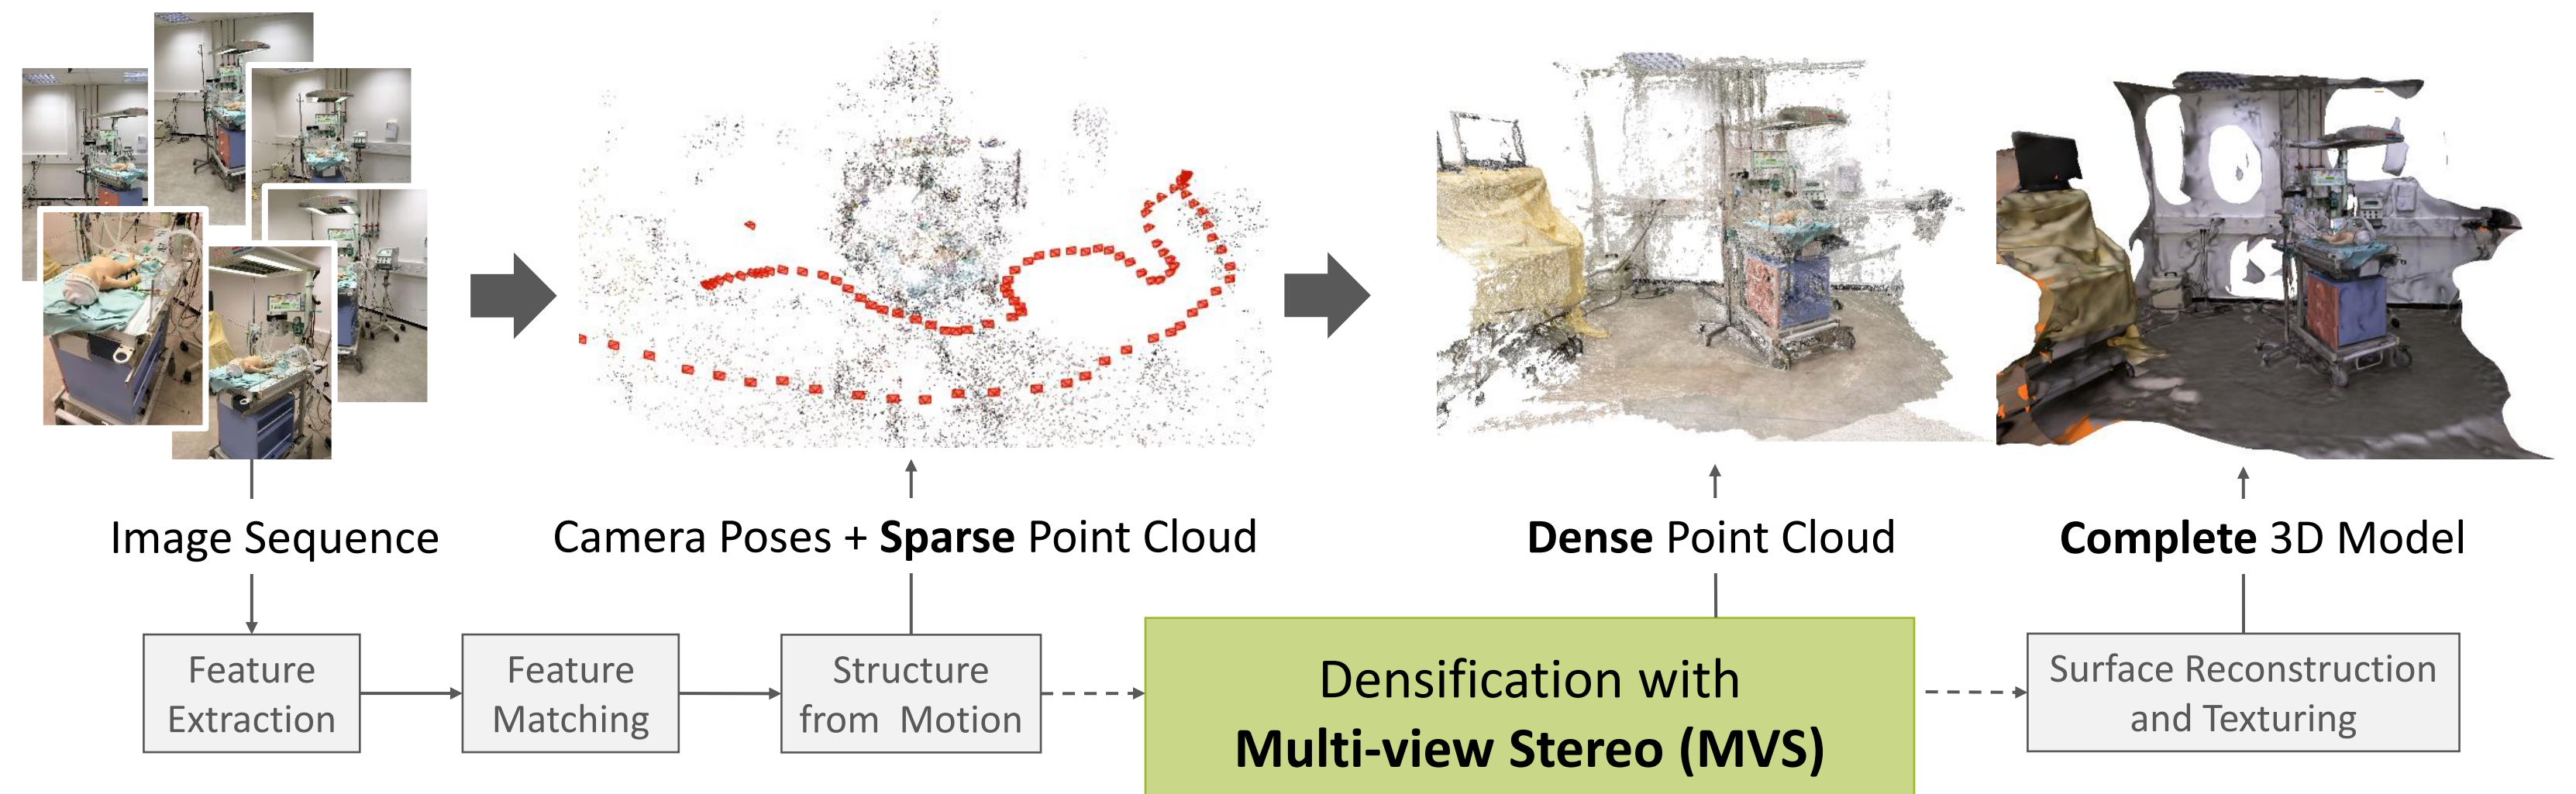 Image Sequence
Camera Poses + Sparse Point Cloud
Dense Point Cloud
Complete 3D Model
Feature
Extraction
Feature
Matching
Structure
from Motion
Densification with
Multi-view Stereo (MVS)
Surface Reconstruction
and Texturing